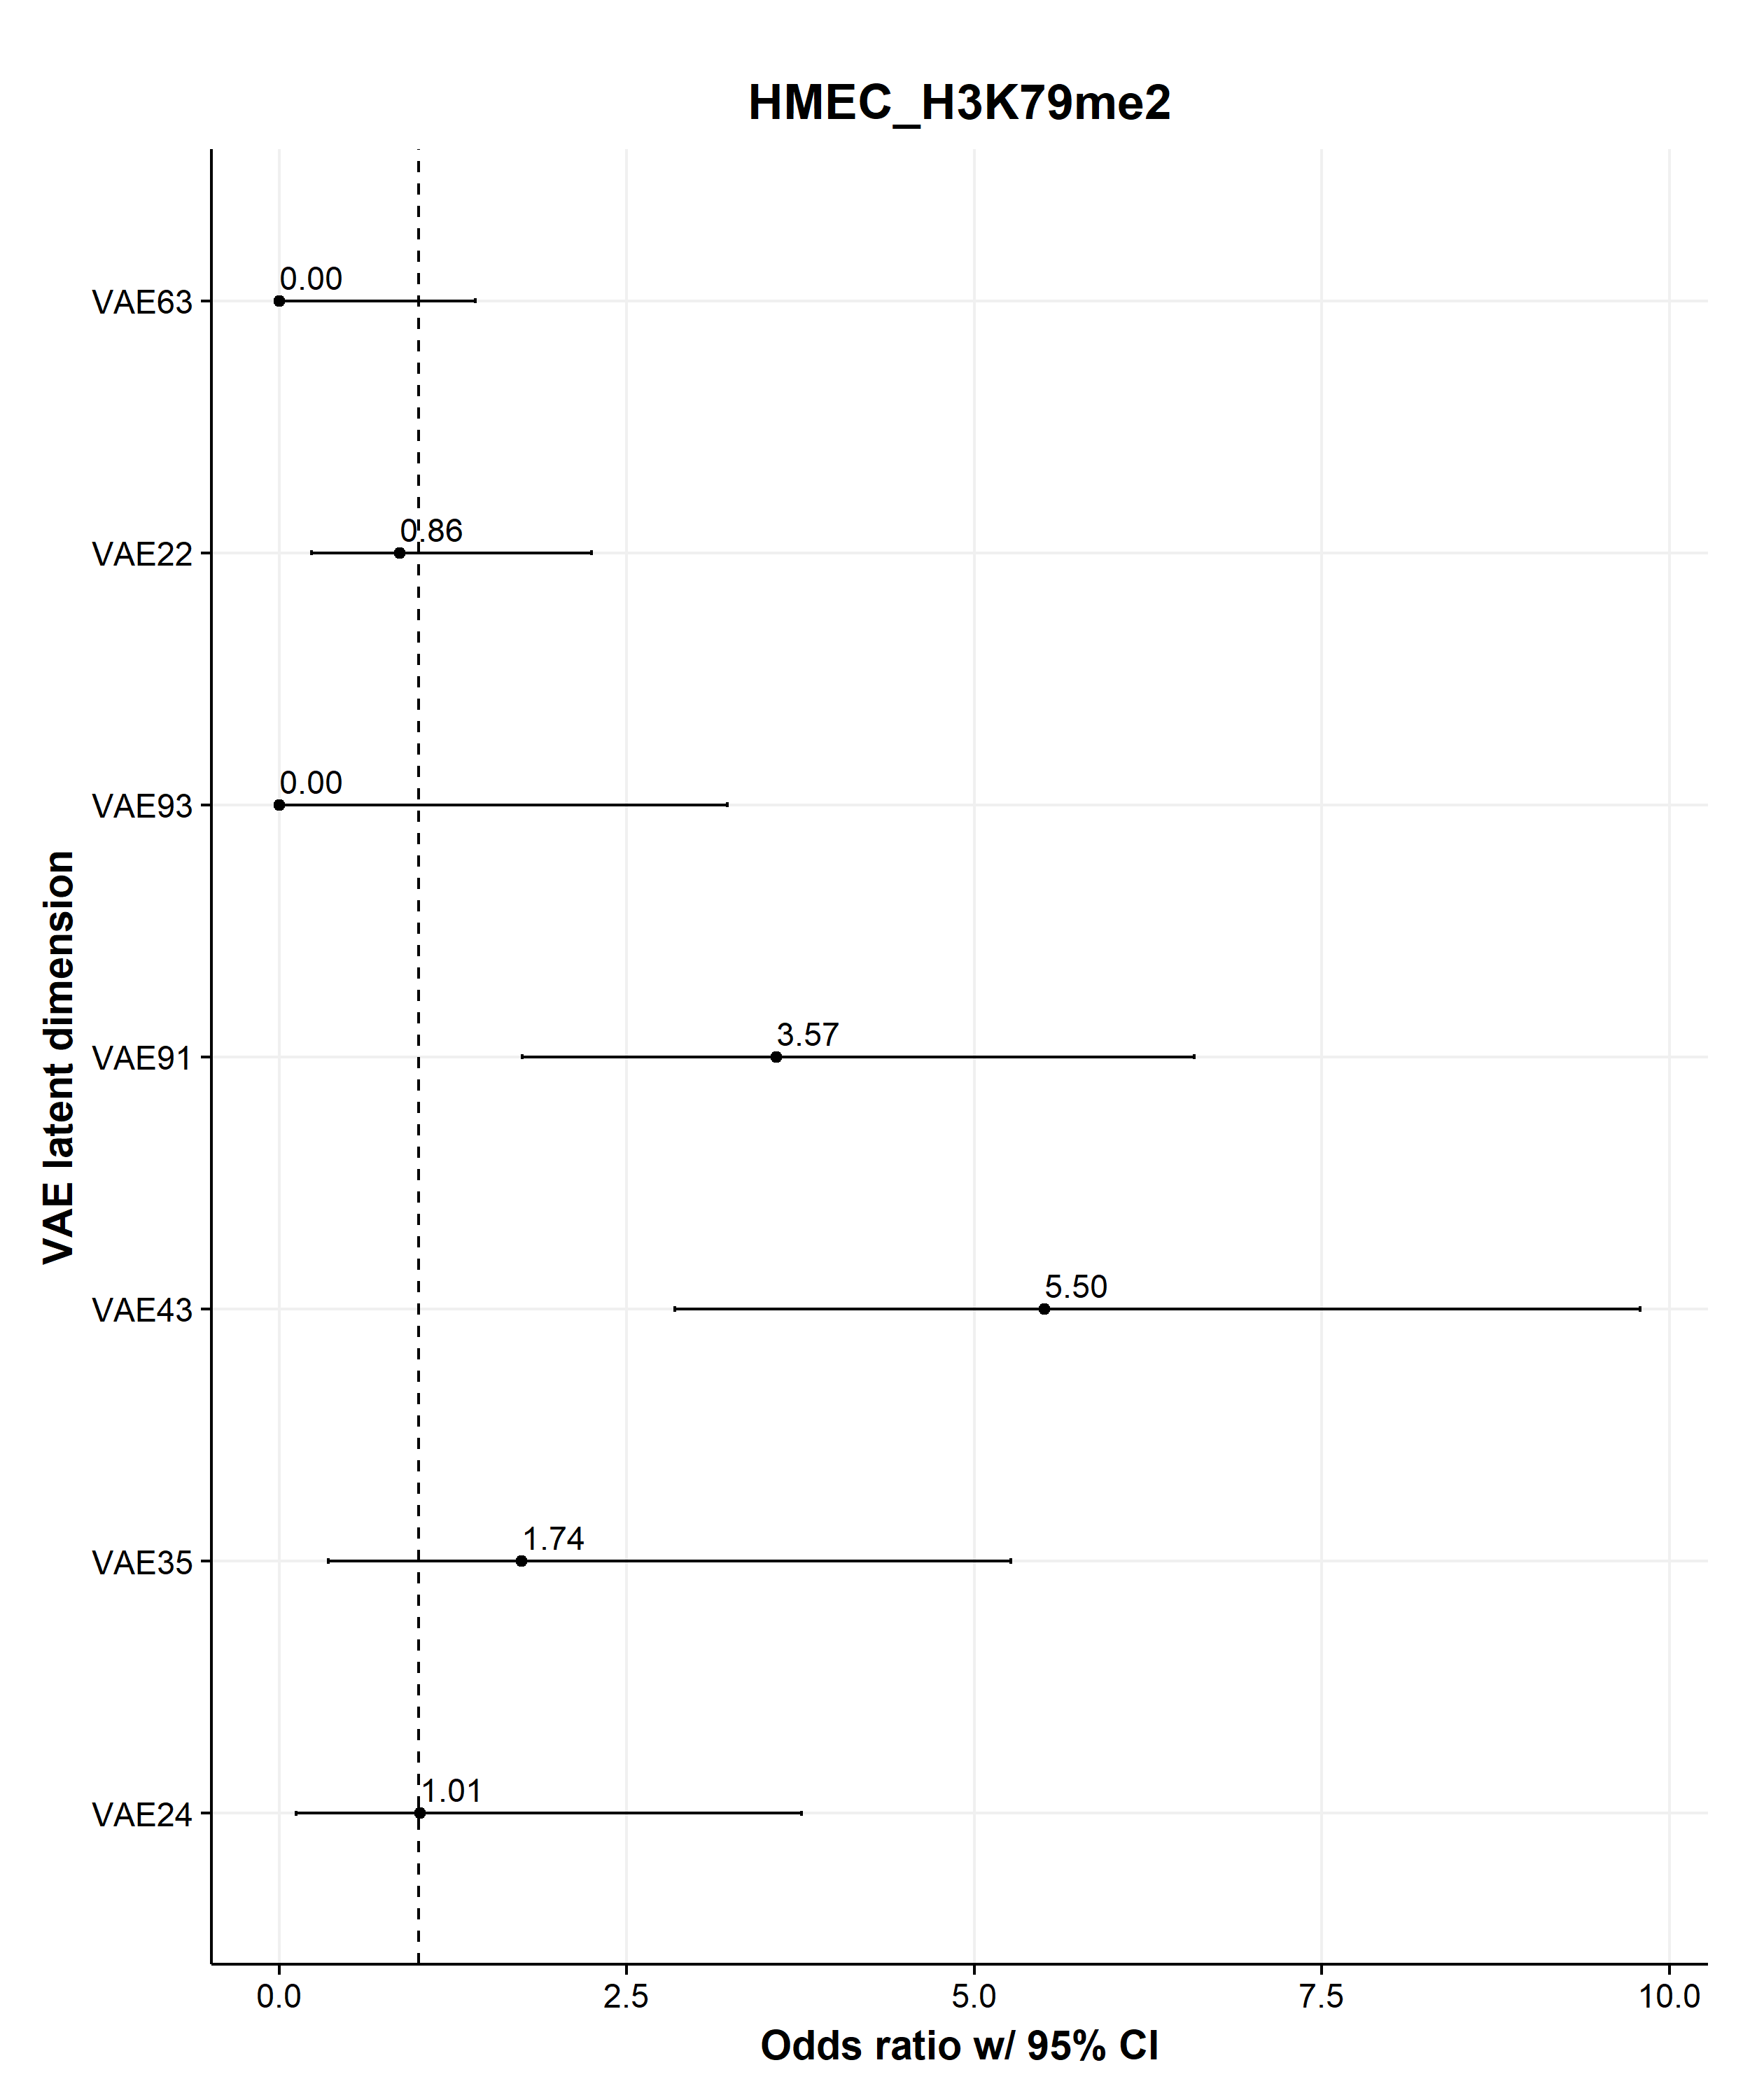 HMEC_H3K79me2
VAE latent dimension
VAE63
0.00
VAE22
0.86
VAE93
0.00
VAE91
3.57
VAE43
5.50
VAE35
1.74
VAE24
1.01
0.0 2.5 5.0 7.5 10.0
Odds ratio w/ 95% CI